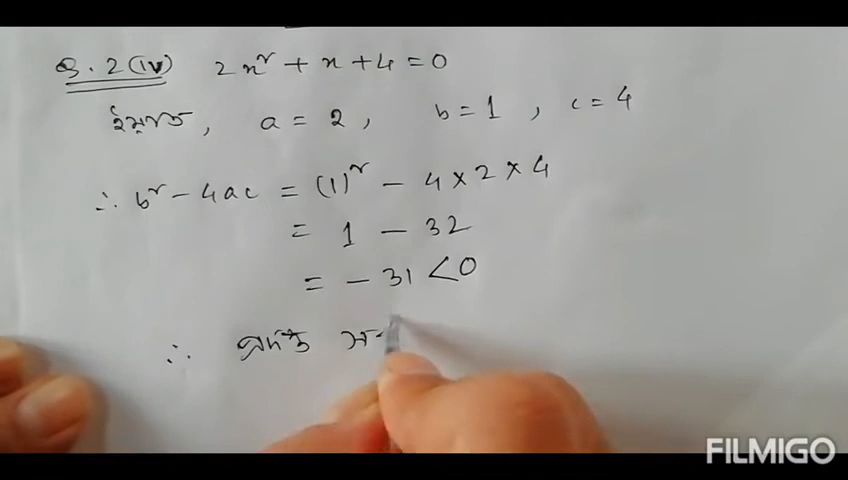 Q. 2 (iv) 2x² + x + 4 = 0
ইয়াত, a = 2, b = 1, c = 4
∴ b² − 4ac = (1)² − 4 × 2 × 4
= 1 − 32
= − 31 < 0
∴ প্রদত্ত
FILMIGO